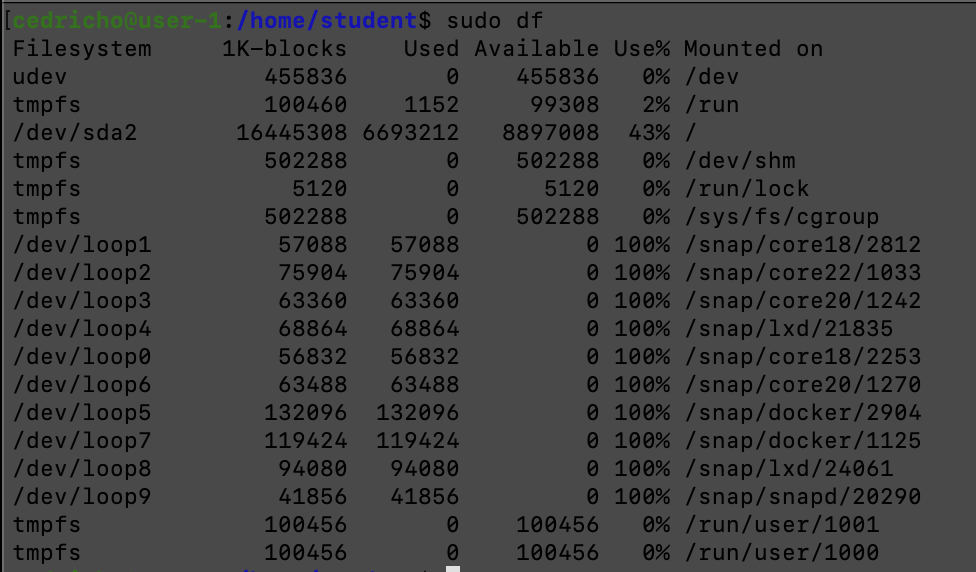 [cedricho@user-1:/home/student$ sudo df
Filesystem     1K-blocks    Used Available Use% Mounted on
udev              455836       0    455836   0% /dev
tmpfs             100460    1152     99308   2% /run
/dev/sda2       16445308 6693212   8897008  43% /
tmpfs             502288       0    502288   0% /dev/shm
tmpfs               5120       0      5120   0% /run/lock
tmpfs             502288       0    502288   0% /sys/fs/cgroup
/dev/loop1         57088   57088         0 100% /snap/core18/2812
/dev/loop2         75904   75904         0 100% /snap/core22/1033
/dev/loop3         63360   63360         0 100% /snap/core20/1242
/dev/loop4         68864   68864         0 100% /snap/lxd/21835
/dev/loop0         56832   56832         0 100% /snap/core18/2253
/dev/loop6         63488   63488         0 100% /snap/core20/1270
/dev/loop5        132096  132096         0 100% /snap/docker/2904
/dev/loop7        119424  119424         0 100% /snap/docker/1125
/dev/loop8         94080   94080         0 100% /snap/lxd/24061
/dev/loop9         41856   41856         0 100% /snap/snapd/20290
tmpfs             100456       0    100456   0% /run/user/1001
tmpfs             100456       0    100456   0% /run/user/1000